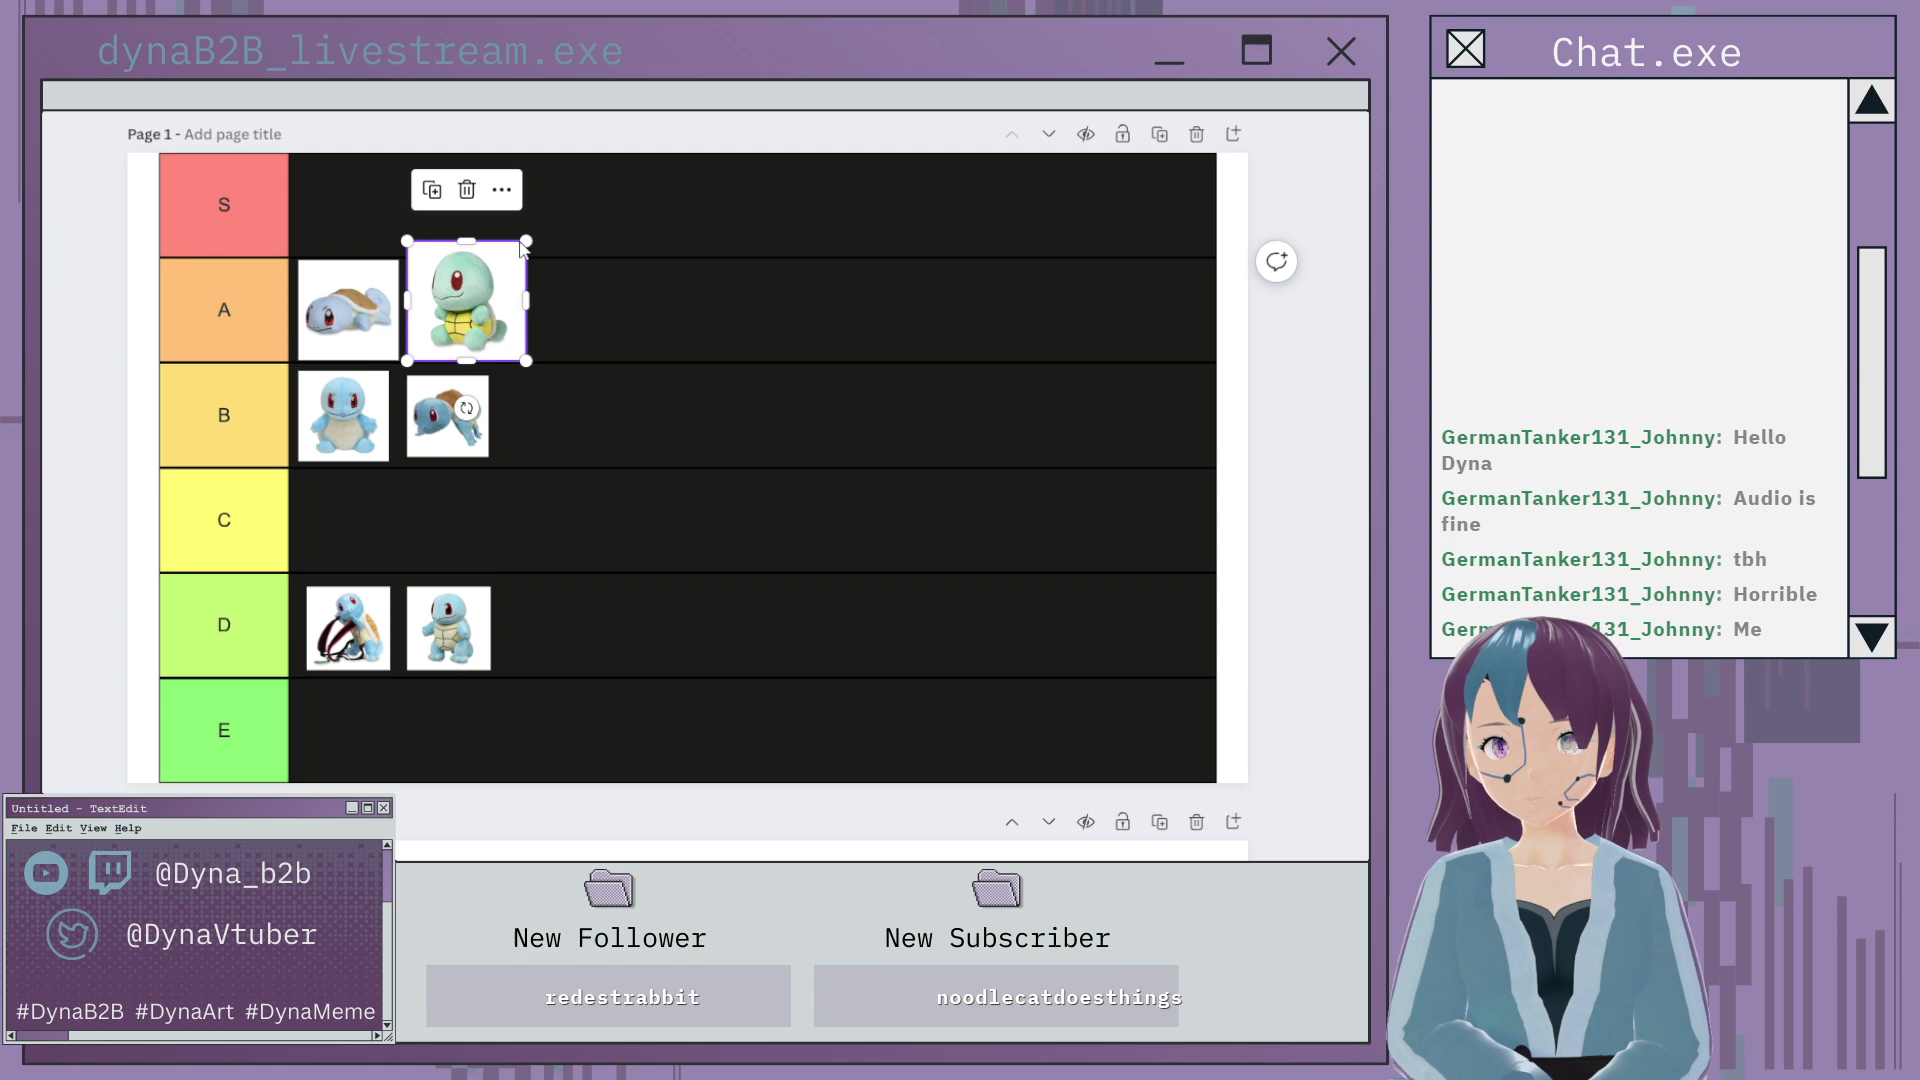 dynaB2B_livestream.exe
Chat.exe
Page 1 - Add page title
S
A
B
C
D
E
GermanTanker131_Johnny: Hello
Dyna
GermanTanker131_Johnny: Audio is
fine
GermanTanker131_Johnny: tbh
GermanTanker131_Johnny: Horrible
Ger 31_Johnny: Me
Untitled - TextEdit
File Edit View Help
@Dyna_b2b
@DynaVtuber
#DynaB2B #DynaArt #DynaMeme
New Follower
redestrabbit
New Subscriber
noodlecatdoesthings